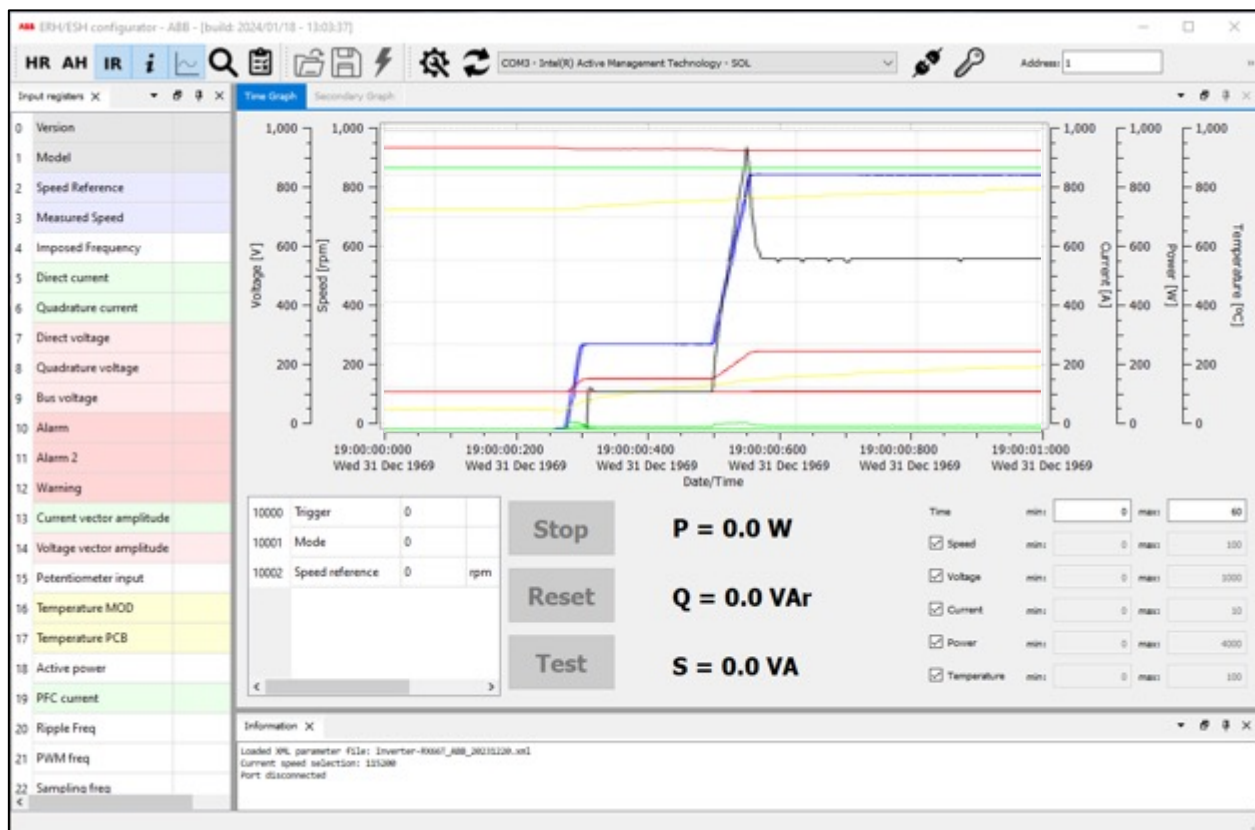 ABB ERH/ESH configurator - ABB - [build: 2024/01/18 - 13:03:37]
HR AH IR i COM3 - Intel(R) Active Management Technology - SOL Address: 1
Input registers
0 Version
1 Model
2 Speed Reference
3 Measured Speed
4 Imposed Frequency
5 Direct current
6 Quadrature current
7 Direct voltage
8 Quadrature voltage
9 Bus voltage
10 Alarm
11 Alarm 2
12 Warning
13 Current vector amplitude
14 Voltage vector amplitude
15 Potentiometer input
16 Temperature MOD
17 Temperature PCB
18 Active power
19 PFC current
20 Ripple Freq
21 PWM freq
22 Sampling freq
Time Graph Secondary Graph
1,000 1,000 1,000 1,000 1,000
800 800 800 800 800
600 600 600 600 600
400 400 400 400 400
200 200 200 200 200
0 0 0 0 0
Voltage [V]
Speed [rpm]
Current [A]
Power [W]
Temperature [ºC]
19:00:00:000 19:00:00:200 19:00:00:400 19:00:00:600 19:00:00:800 19:00:01:000
Wed 31 Dec 1969 Wed 31 Dec 1969 Wed 31 Dec 1969 Wed 31 Dec 1969 Wed 31 Dec 1969 Wed 31 Dec 1969
Date/Time
10000 Trigger 0
10001 Mode 0
10002 Speed reference 0 rpm
Stop
Reset
Test
P = 0.0 W
Q = 0.0 VAr
S = 0.0 VA
Time min: 0 max: 60
Speed min: 0 max: 100
Voltage min: 0 max: 1000
Current min: 0 max: 10
Power min: 0 max: 4000
Temperature min: 0 max: 100
Information
Loaded XML parameter file: Inverter-RX66T_ABB_20231220.xml
Current speed selection: 115200
Port disconnected